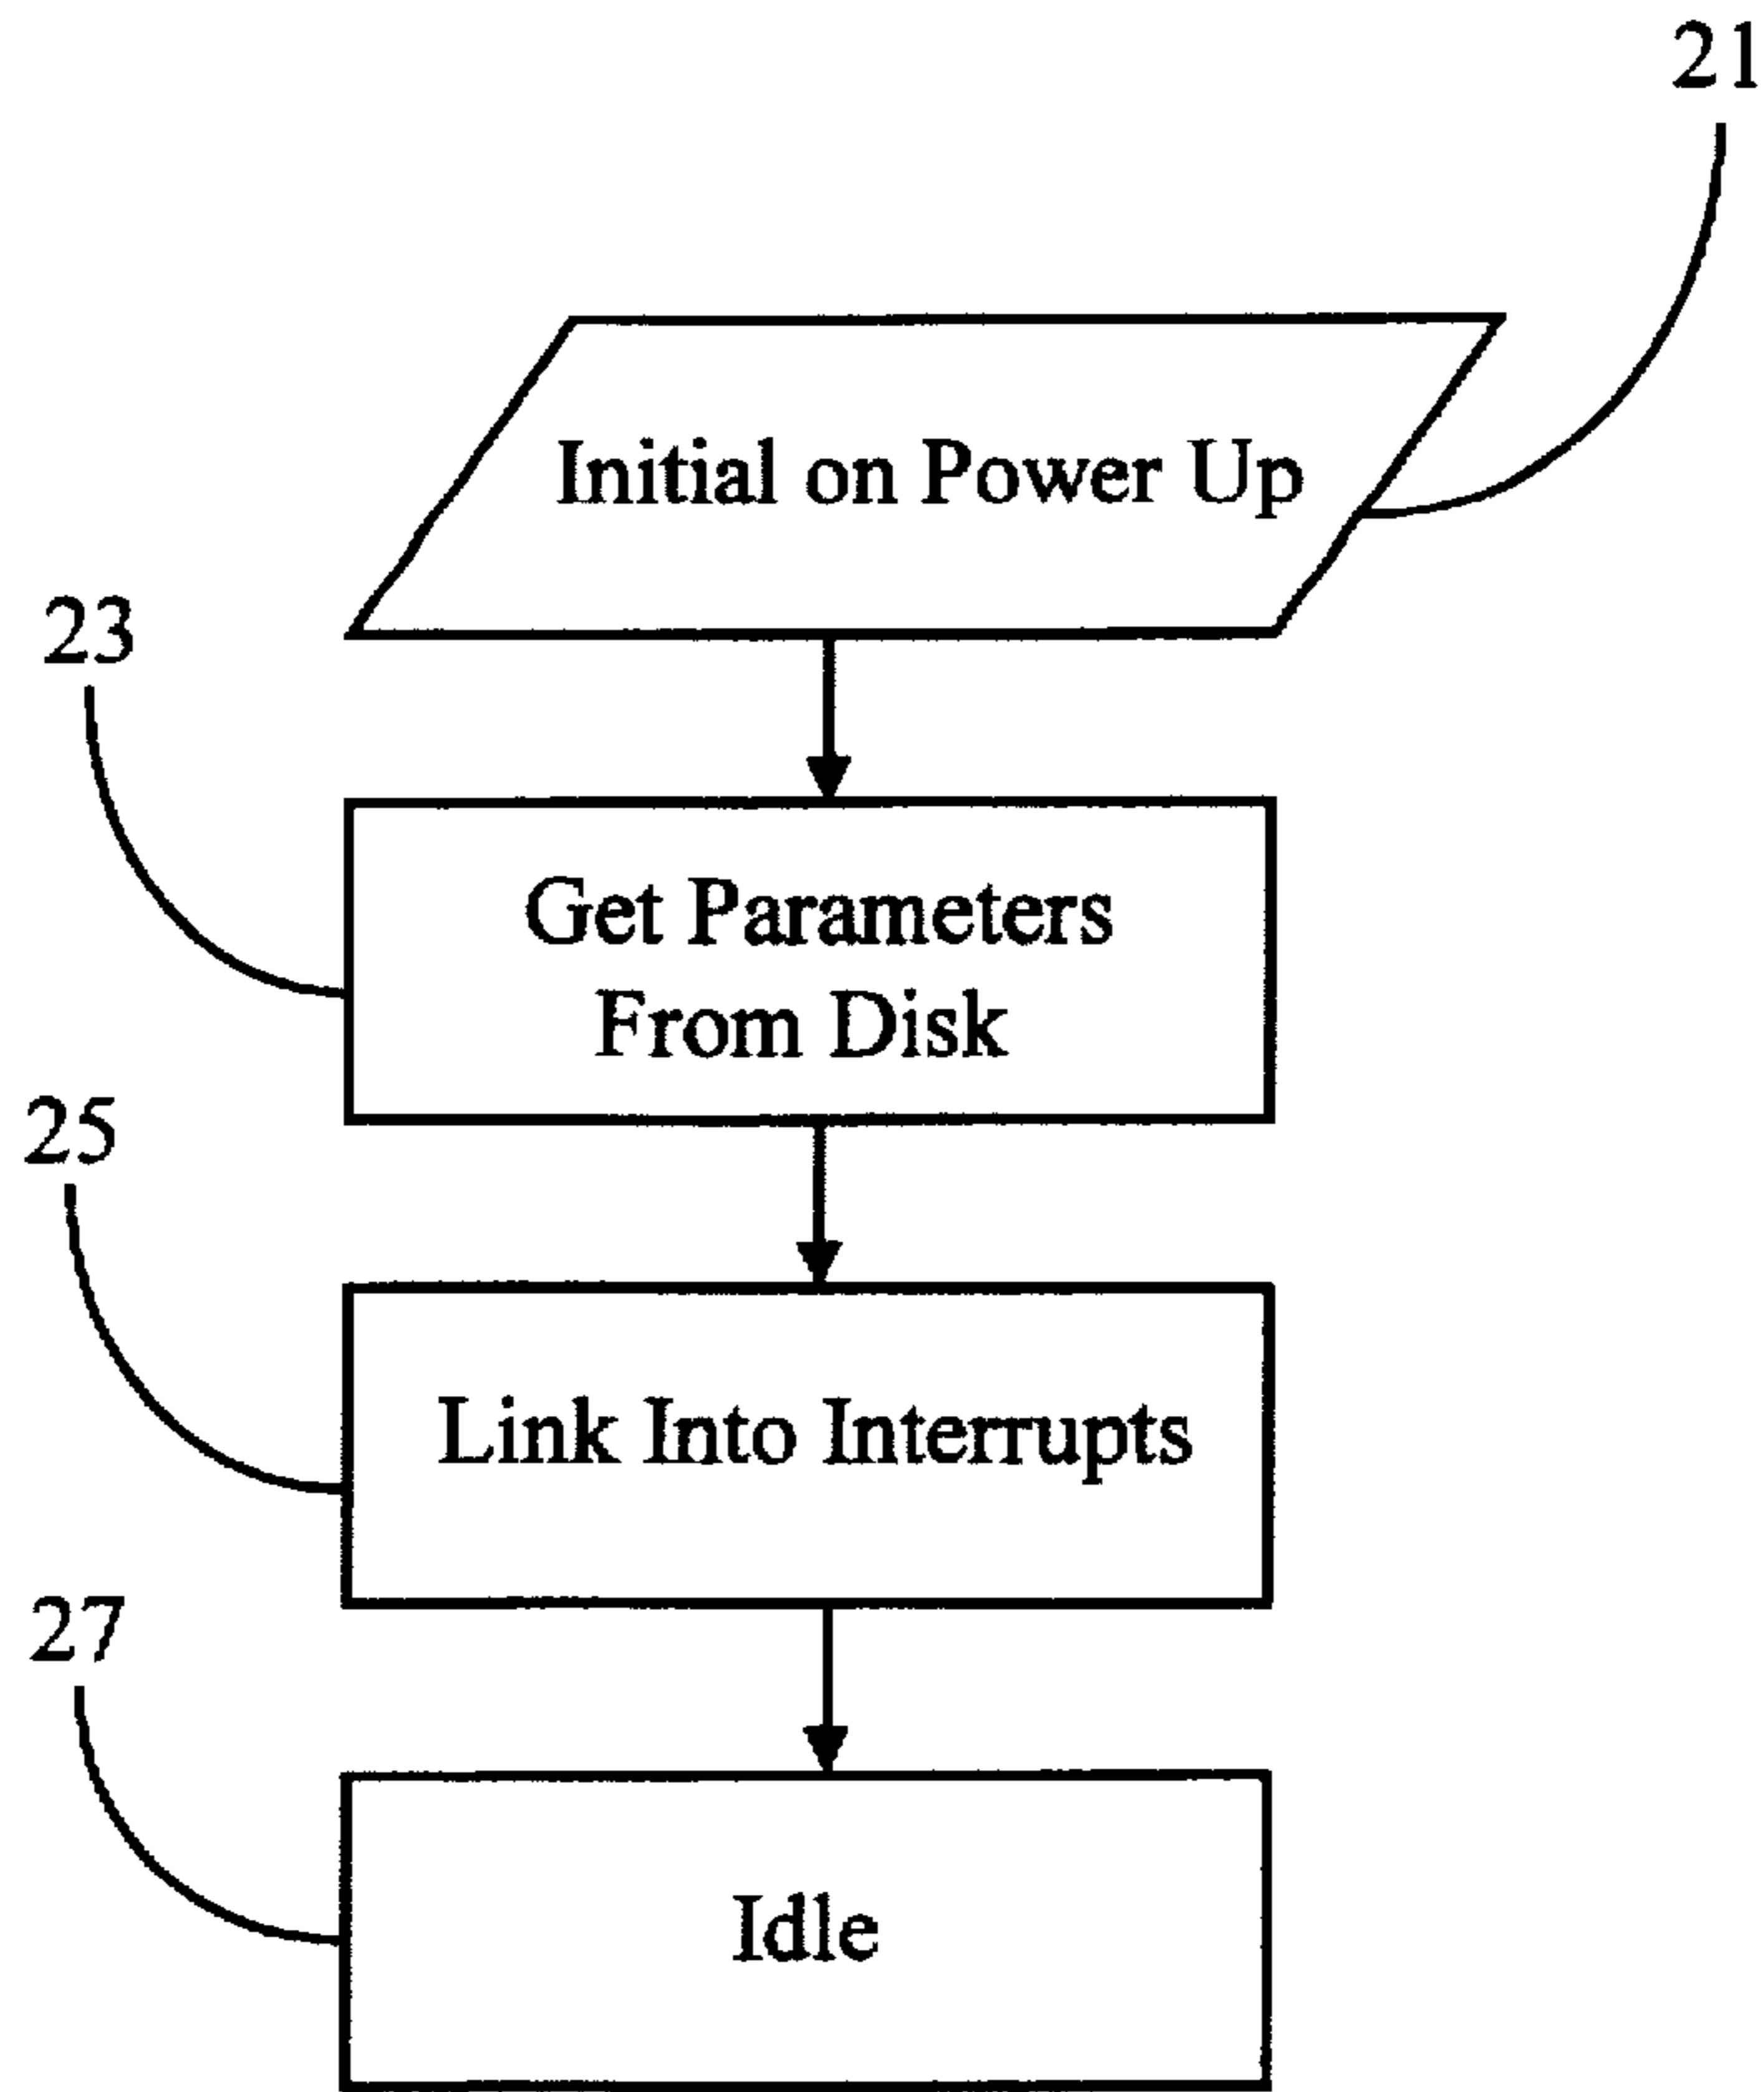 21
Initial on Power Up
23
Get Parameters
From Disk
25
Link Into Interrupts
27
Idle